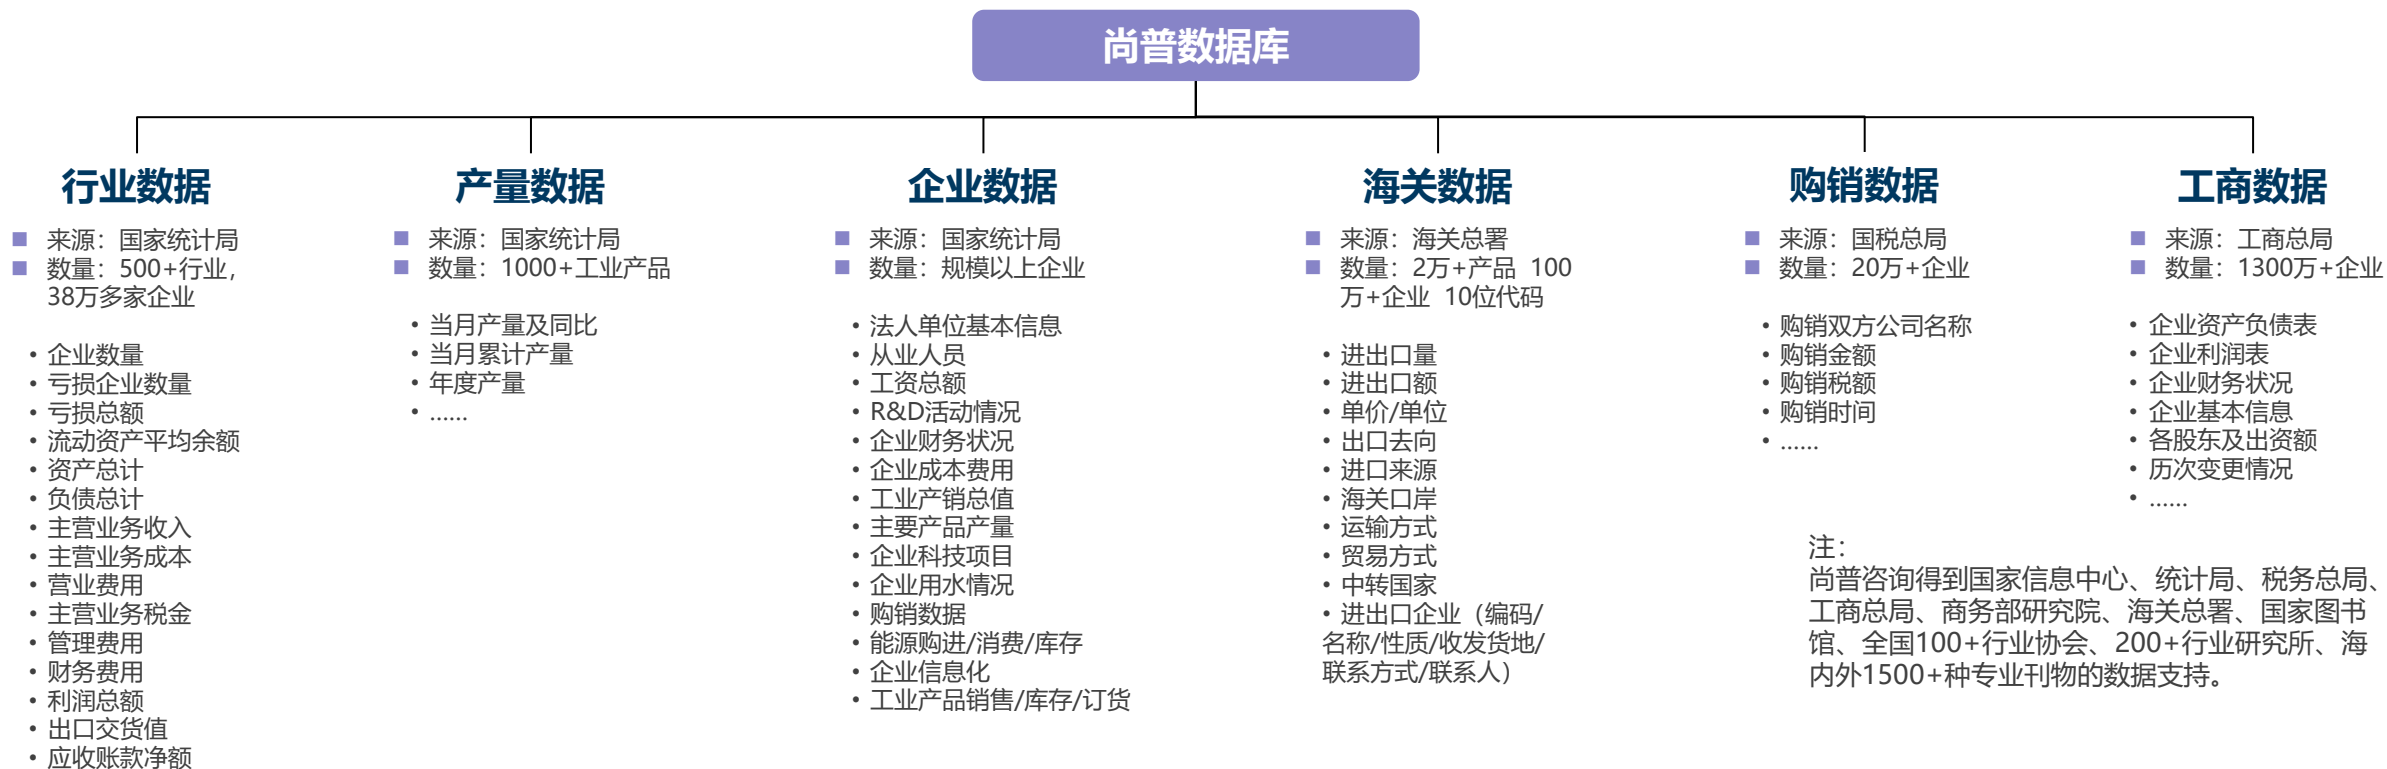 尚普数据库
行业数据
■ 来源：国家统计局
■ 数量：500+行业，
38万多家企业
• 企业数量
• 亏损企业数量
• 亏损总额
• 流动资产平均余额
• 资产总计
• 负债总计
• 主营业务收入
• 主营业务成本
• 营业费用
• 主营业务税金
• 管理费用
• 财务费用
• 利润总额
• 出口交货值
• 应收账款净额
产量数据
■ 来源：国家统计局
■ 数量：1000+工业产品
• 当月产量及同比
• 当月累计产量
• 年度产量
• ……
企业数据
■ 来源：国家统计局
■ 数量：规模以上企业
• 法人单位基本信息
• 从业人员
• 工资总额
• R&D活动情况
• 企业财务状况
• 企业成本费用
• 工业产销总值
• 主要产品产量
• 企业科技项目
• 企业用水情况
• 购销数据
• 能源购进/消费/库存
• 企业信息化
• 工业产品销售/库存/订货
海关数据
■ 来源：海关总署
■ 数量：2万+产品 100
万+企业 10位代码
• 进出口量
• 进出口额
• 单价/单位
• 出口去向
• 进口来源
• 海关口岸
• 运输方式
• 贸易方式
• 中转国家
• 进出口企业（编码/
名称/性质/收发货地/
联系方式/联系人）
购销数据
■ 来源：国税总局
■ 数量：20万+企业
• 购销双方公司名称
• 购销金额
• 购销税额
• 购销时间
• ……
工商数据
■ 来源：工商总局
■ 数量：1300万+企业
• 企业资产负债表
• 企业利润表
• 企业财务状况
• 企业基本信息
• 各股东及出资额
• 历次变更情况
• ……
注：
尚普咨询得到国家信息中心、统计局、税务总局、
工商总局、商务部研究院、海关总署、国家图书
馆、全国100+行业协会、200+行业研究所、海
内外1500+种专业刊物的数据支持。